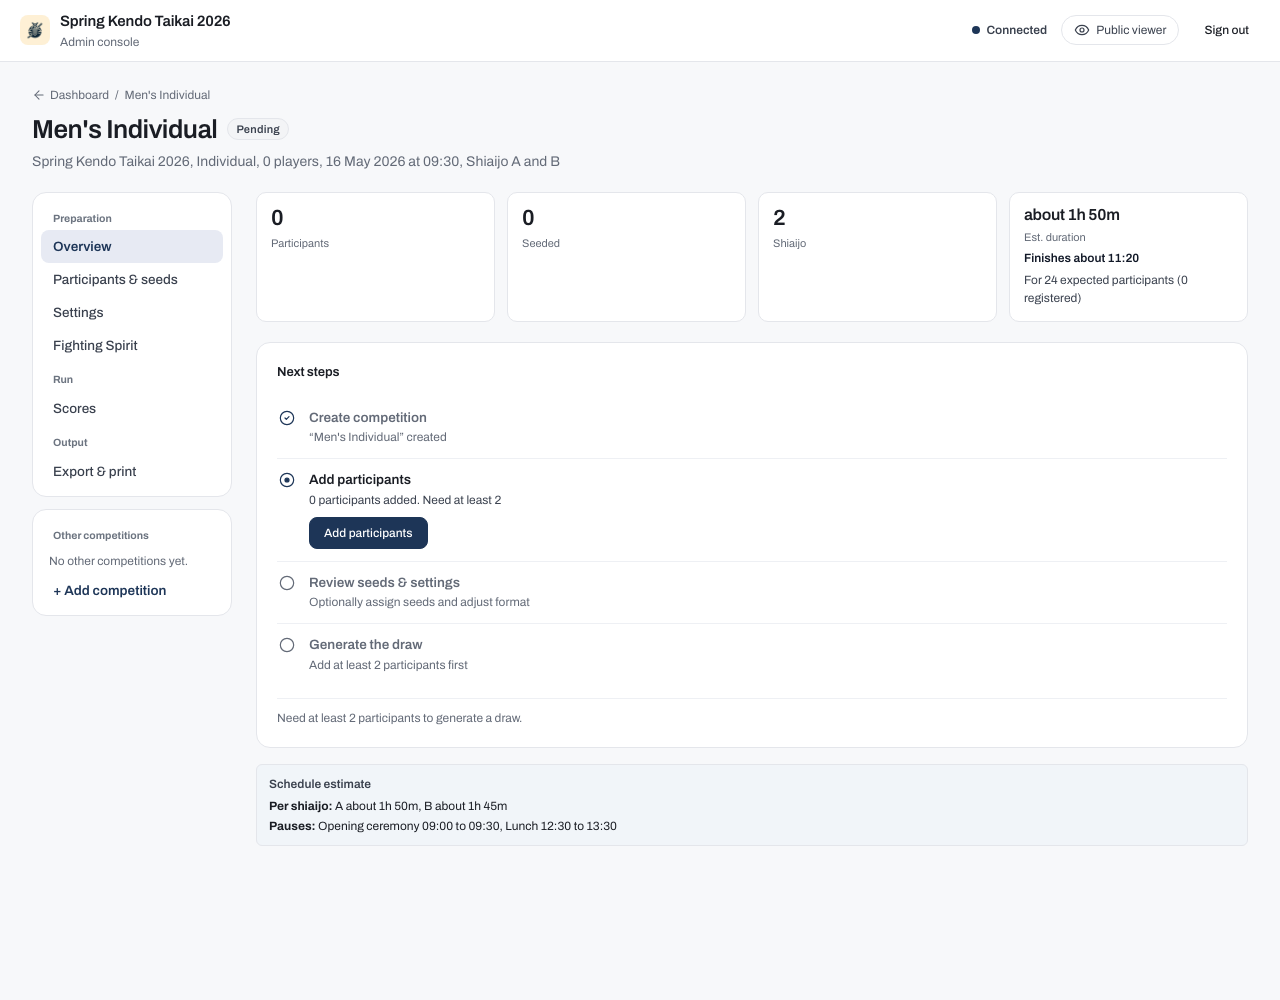 Spring Kendo Taikai 2026
Admin console
Connected
Public viewer
Sign out
Dashboard / Men's Individual
Men's Individual
Pending
Spring Kendo Taikai 2026, Individual, 0 players, 16 May 2026 at 09:30, Shiaijo A and B
Preparation
Overview
Participants & seeds
Settings
Fighting Spirit
Run
Scores
Output
Export & print
Other competitions
No other competitions yet.
+ Add competition
0
Participants
0
Seeded
2
Shiaijo
about 1h 50m
Est. duration
Finishes about 11:20
For 24 expected participants (0
registered)
Next steps
Create competition
“Men's Individual” created
Add participants
0 participants added. Need at least 2
Add participants
Review seeds & settings
Optionally assign seeds and adjust format
Generate the draw
Add at least 2 participants first
Need at least 2 participants to generate a draw.
Schedule estimate
Per shiaijo: A about 1h 50m, B about 1h 45m
Pauses: Opening ceremony 09:00 to 09:30, Lunch 12:30 to 13:30